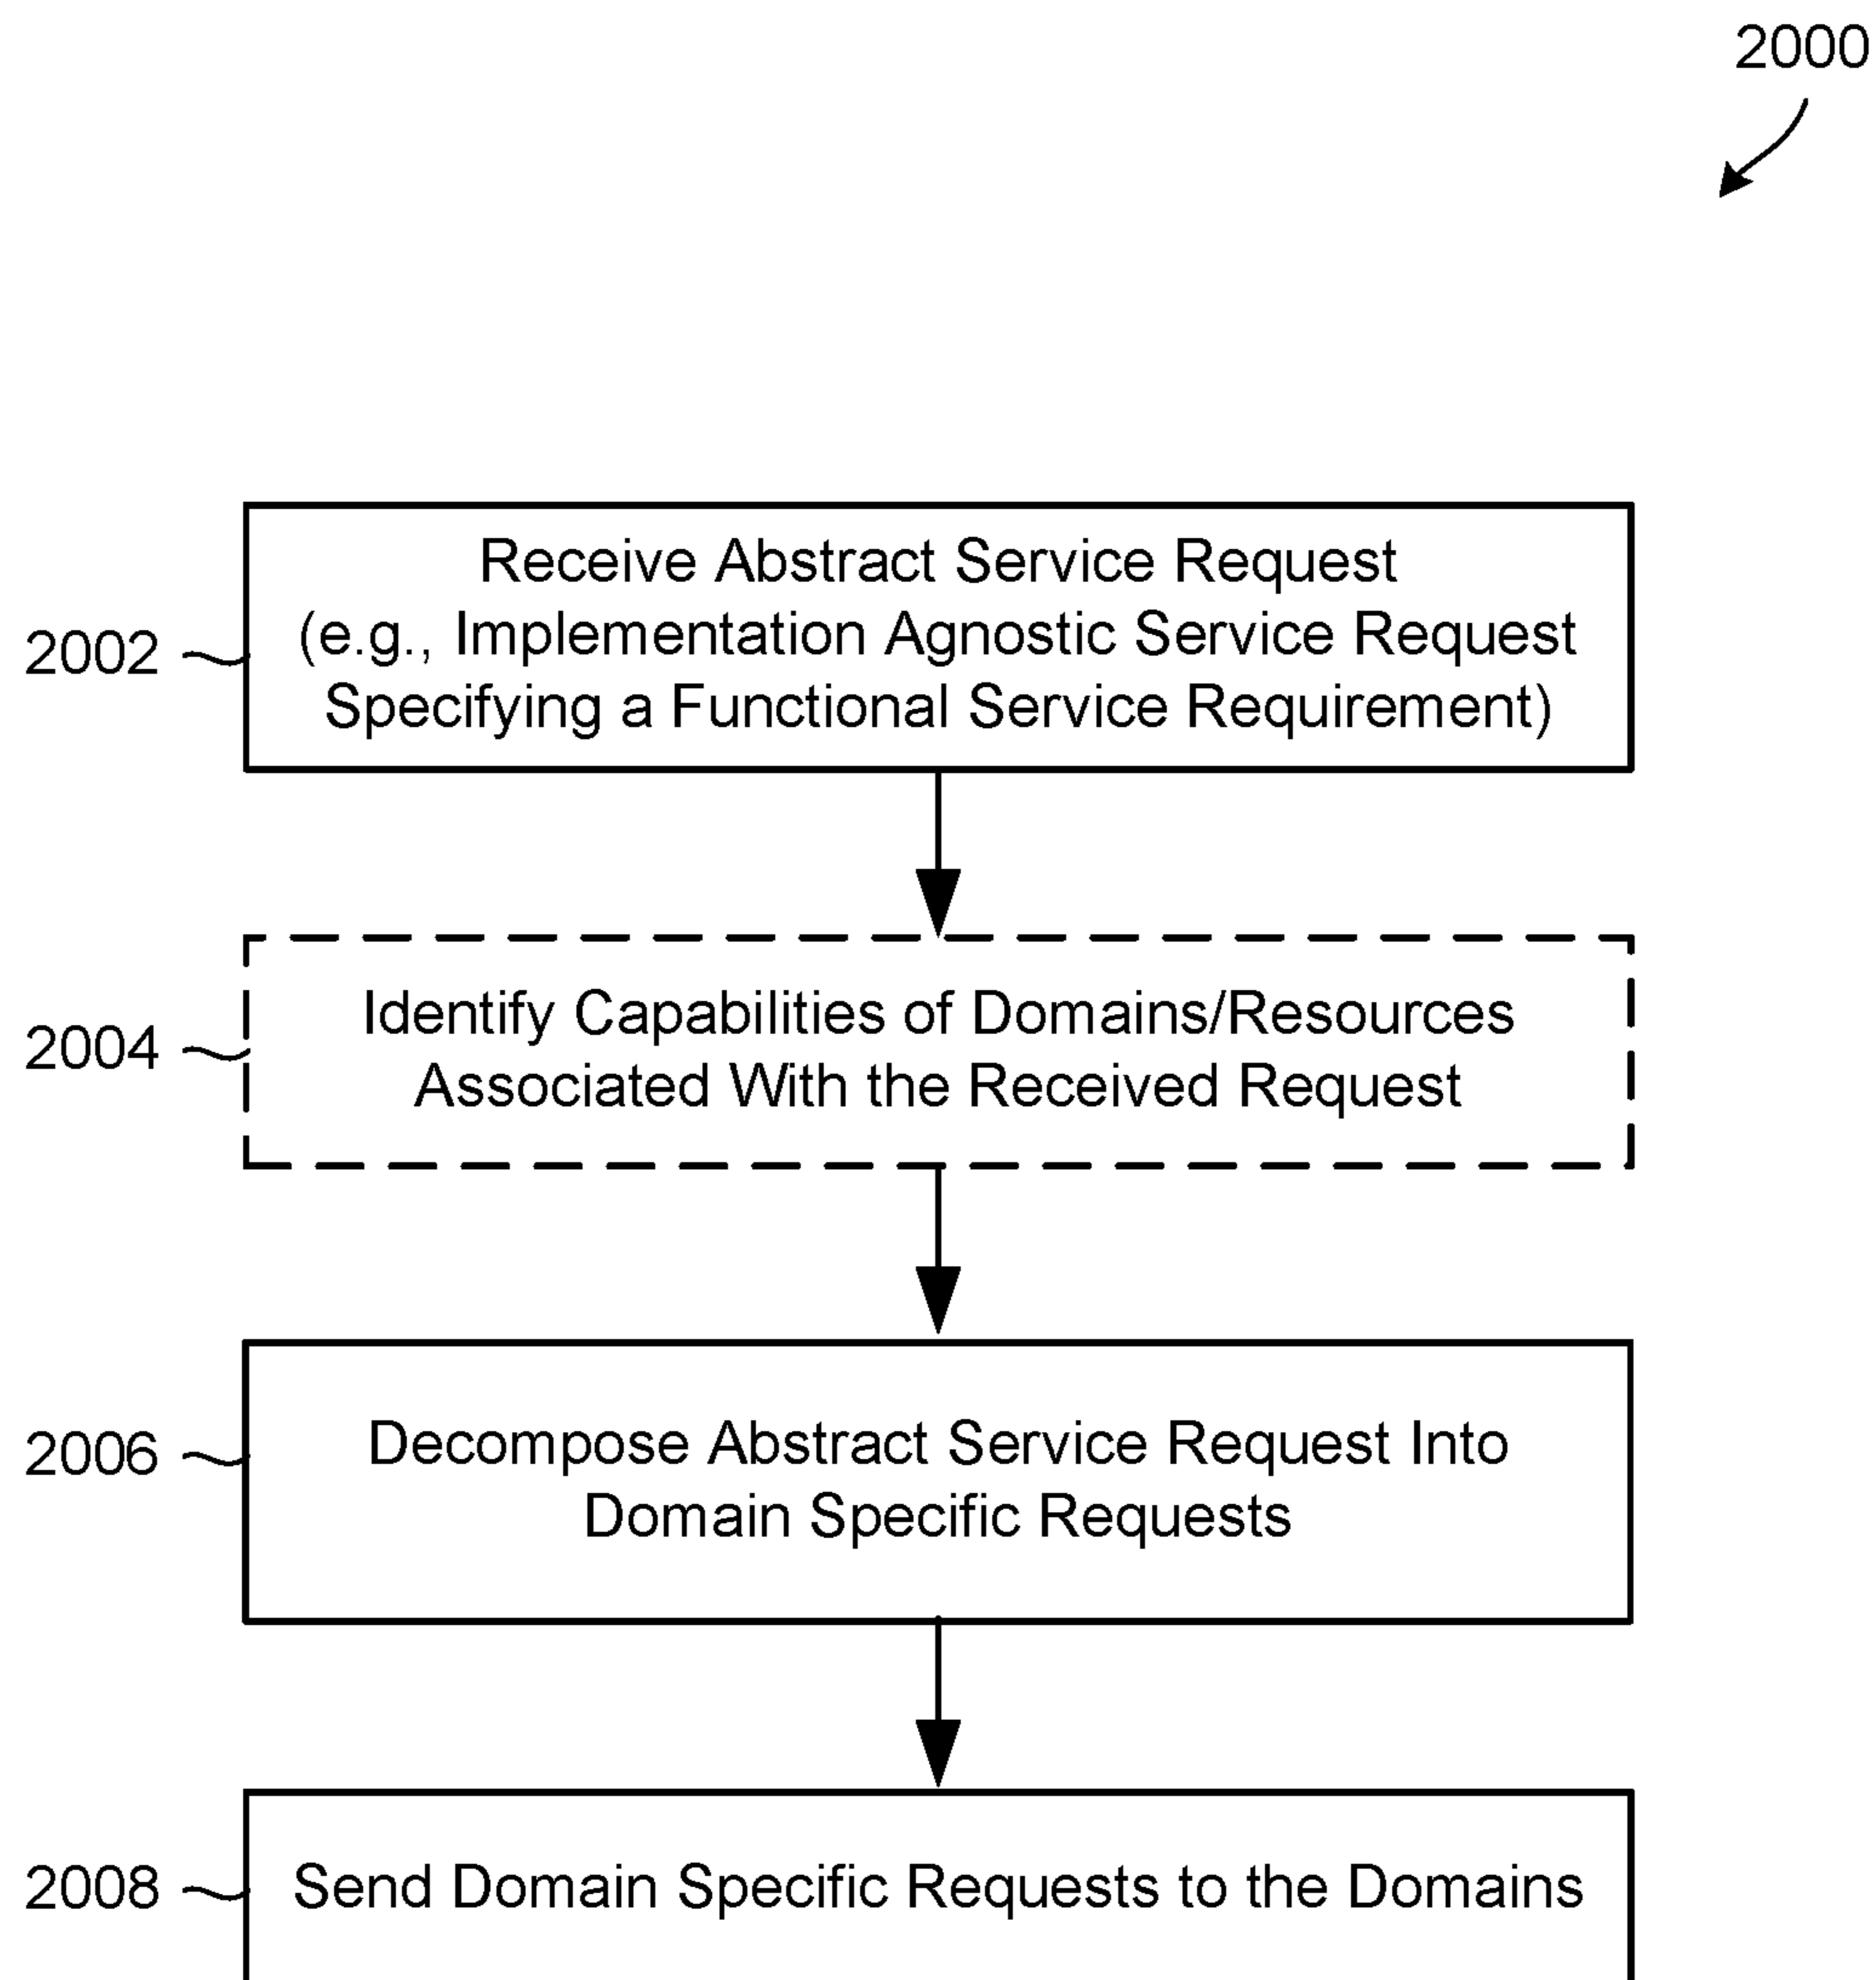 2000
Receive Abstract Service Request
(e.g., Implementation Agnostic Service Request
Specifying a Functional Service Requirement)
2002
Identify Capabilities of Domains/Resources
Associated With the Received Request
2004
Decompose Abstract Service Request Into
Domain Specific Requests
2006
Send Domain Specific Requests to the Domains
2008